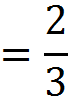 = 2/3